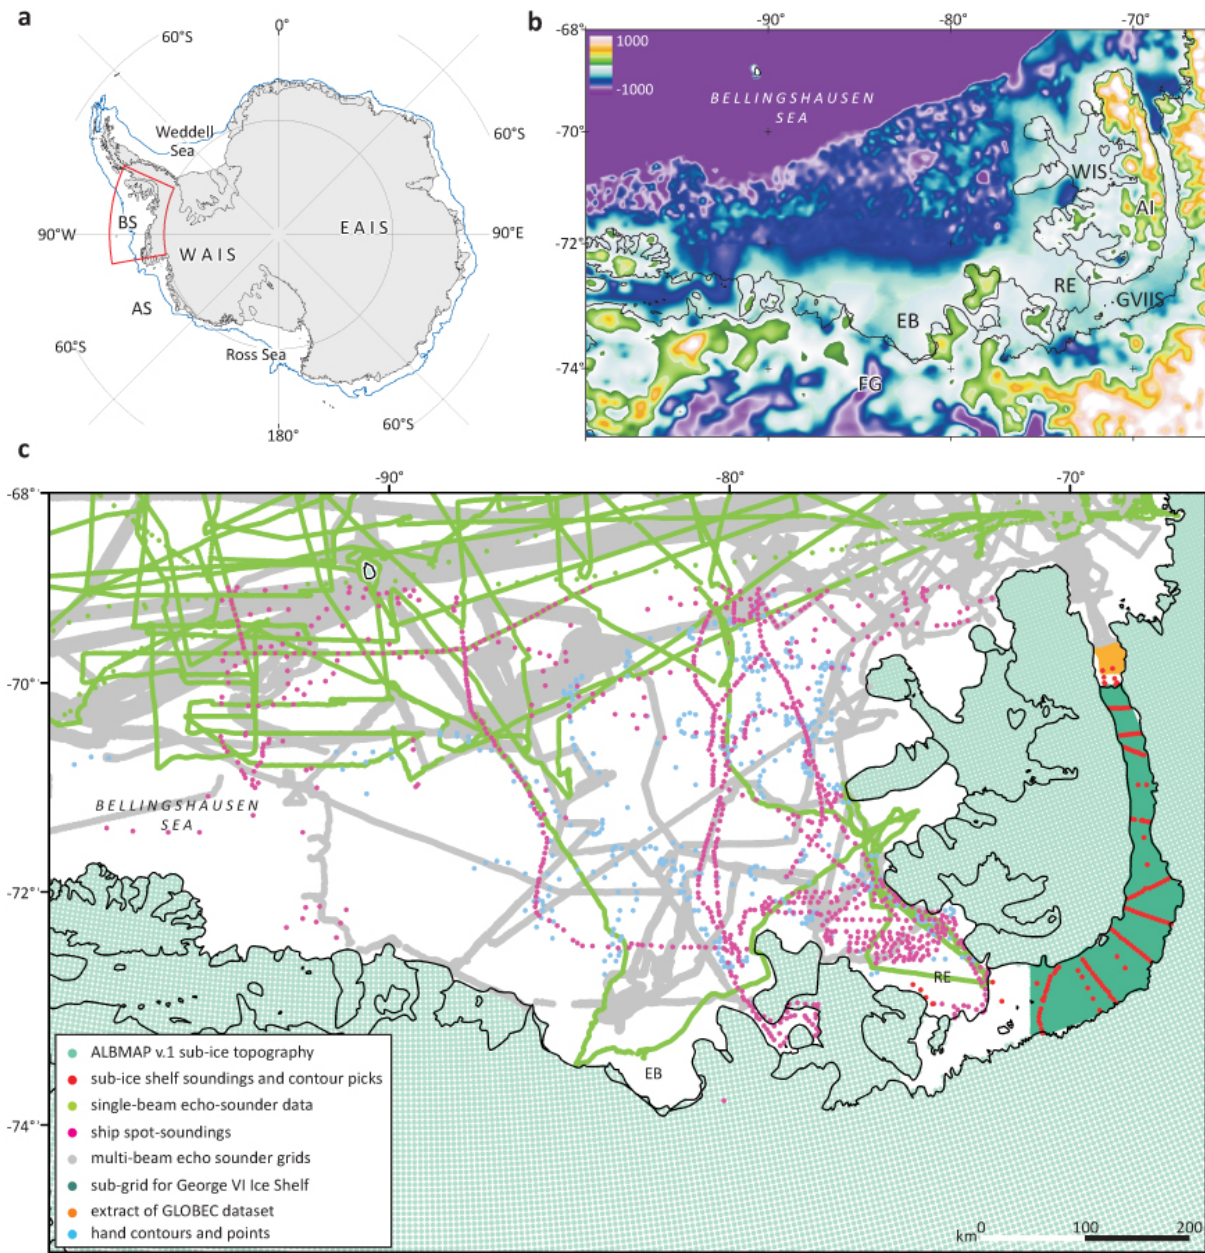 a
0°
60°S
Weddell
Sea
60°S
BS
90°W
WAIS
EAIS
90°E
AS
60°S
Ross Sea
60°S
180°
b
-90°
-80°
-70°
-68°
1000
-1000
BELLINGSHAUSEN
SEA
-70°
WIS
AI
-72°
RE
GVIIS
EB
-74°
FG
c
-90°
-80°
-70°
-68°
-70°
BELLINGSHAUSEN
SEA
-72°
RE
EB
-74°
ALBMAP v.1 sub-ice topography
sub-ice shelf soundings and contour picks
single-beam echo-sounder data
ship spot-soundings
multi-beam echo sounder grids
sub-grid for George VI Ice Shelf
extract of GLOBEC dataset
hand contours and points
km 0 100 200